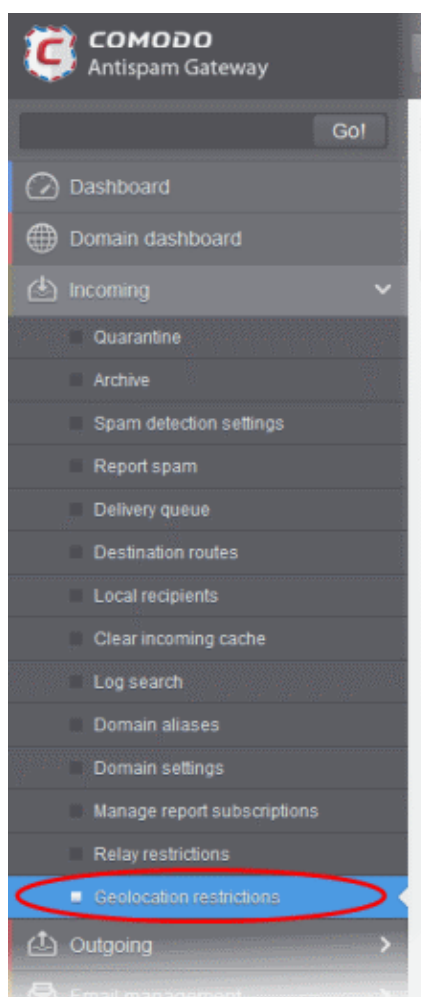 COMODO
Antispam Gateway
Go!
Dashboard
Domain dashboard
Incoming
Quarantine
Archive
Spam detection settings
Report spam
Delivery queue
Destination routes
Local recipients
Clear incoming cache
Log search
Domain aliases
Domain settings
Manage report subscriptions
Relay restrictions
Geolocation restrictions
Outgoing
Email management